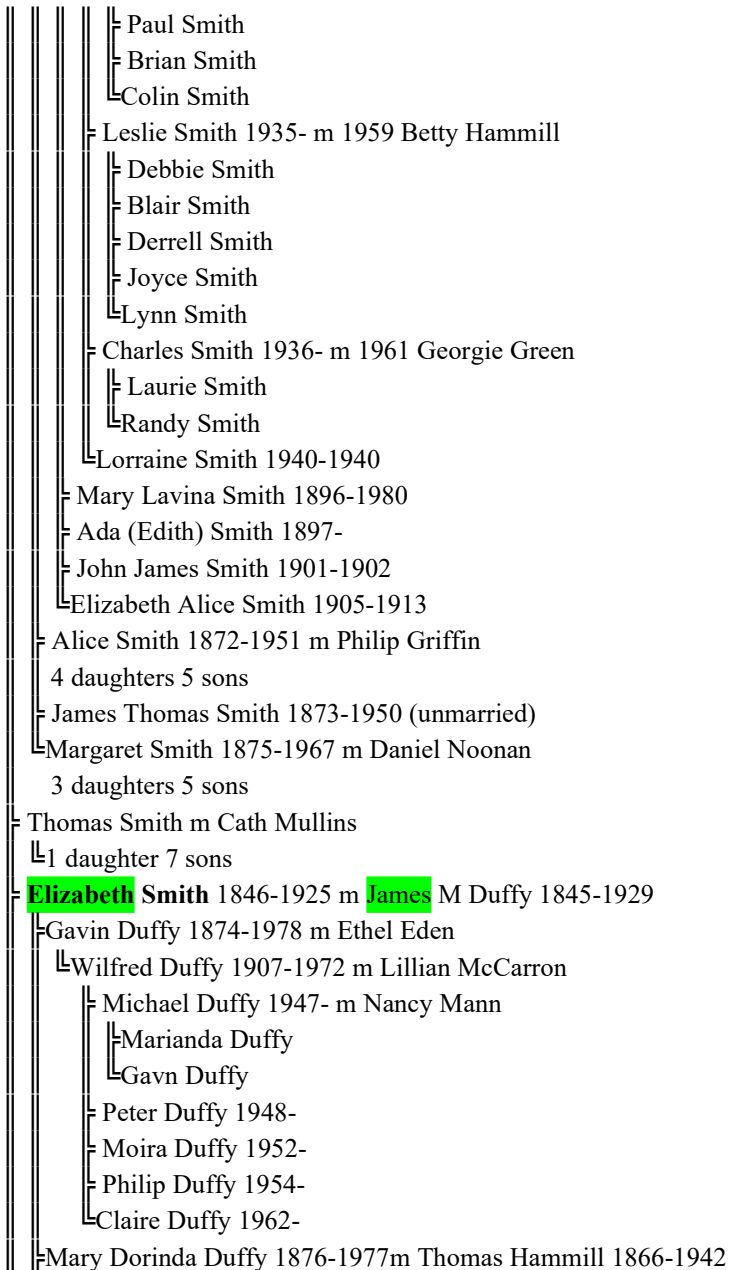 Paul Smith
Brian Smith
Colin Smith
Leslie Smith 1935- m 1959 Betty Hammill
Debbie Smith
Blair Smith
Derrell Smith
Joyce Smith
Lynn Smith
Charles Smith 1936- m 1961 Georgie Green
Laurie Smith
Randy Smith
Lorraine Smith 1940-1940
Mary Lavina Smith 1896-1980
Ada (Edith) Smith 1897-
John James Smith 1901-1902
Elizabeth Alice Smith 1905-1913
Alice Smith 1872-1951 m Philip Griffin
4 daughters 5 sons
James Thomas Smith 1873-1950 (unmarried)
Margaret Smith 1875-1967 m Daniel Noonan
3 daughters 5 sons
Thomas Smith m Cath Mullins
1 daughter 7 sons
Elizabeth Smith 1846-1925 m James M Duffy 1845-1929
Gavin Duffy 1874-1978 m Ethel Eden
Wilfred Duffy 1907-1972 m Lillian McCarron
Michael Duffy 1947- m Nancy Mann
Marianda Duffy
Gavn Duffy
Peter Duffy 1948-
Moira Duffy 1952-
Philip Duffy 1954-
Claire Duffy 1962-
Mary Dorinda Duffy 1876-1977m Thomas Hammill 1866-1942